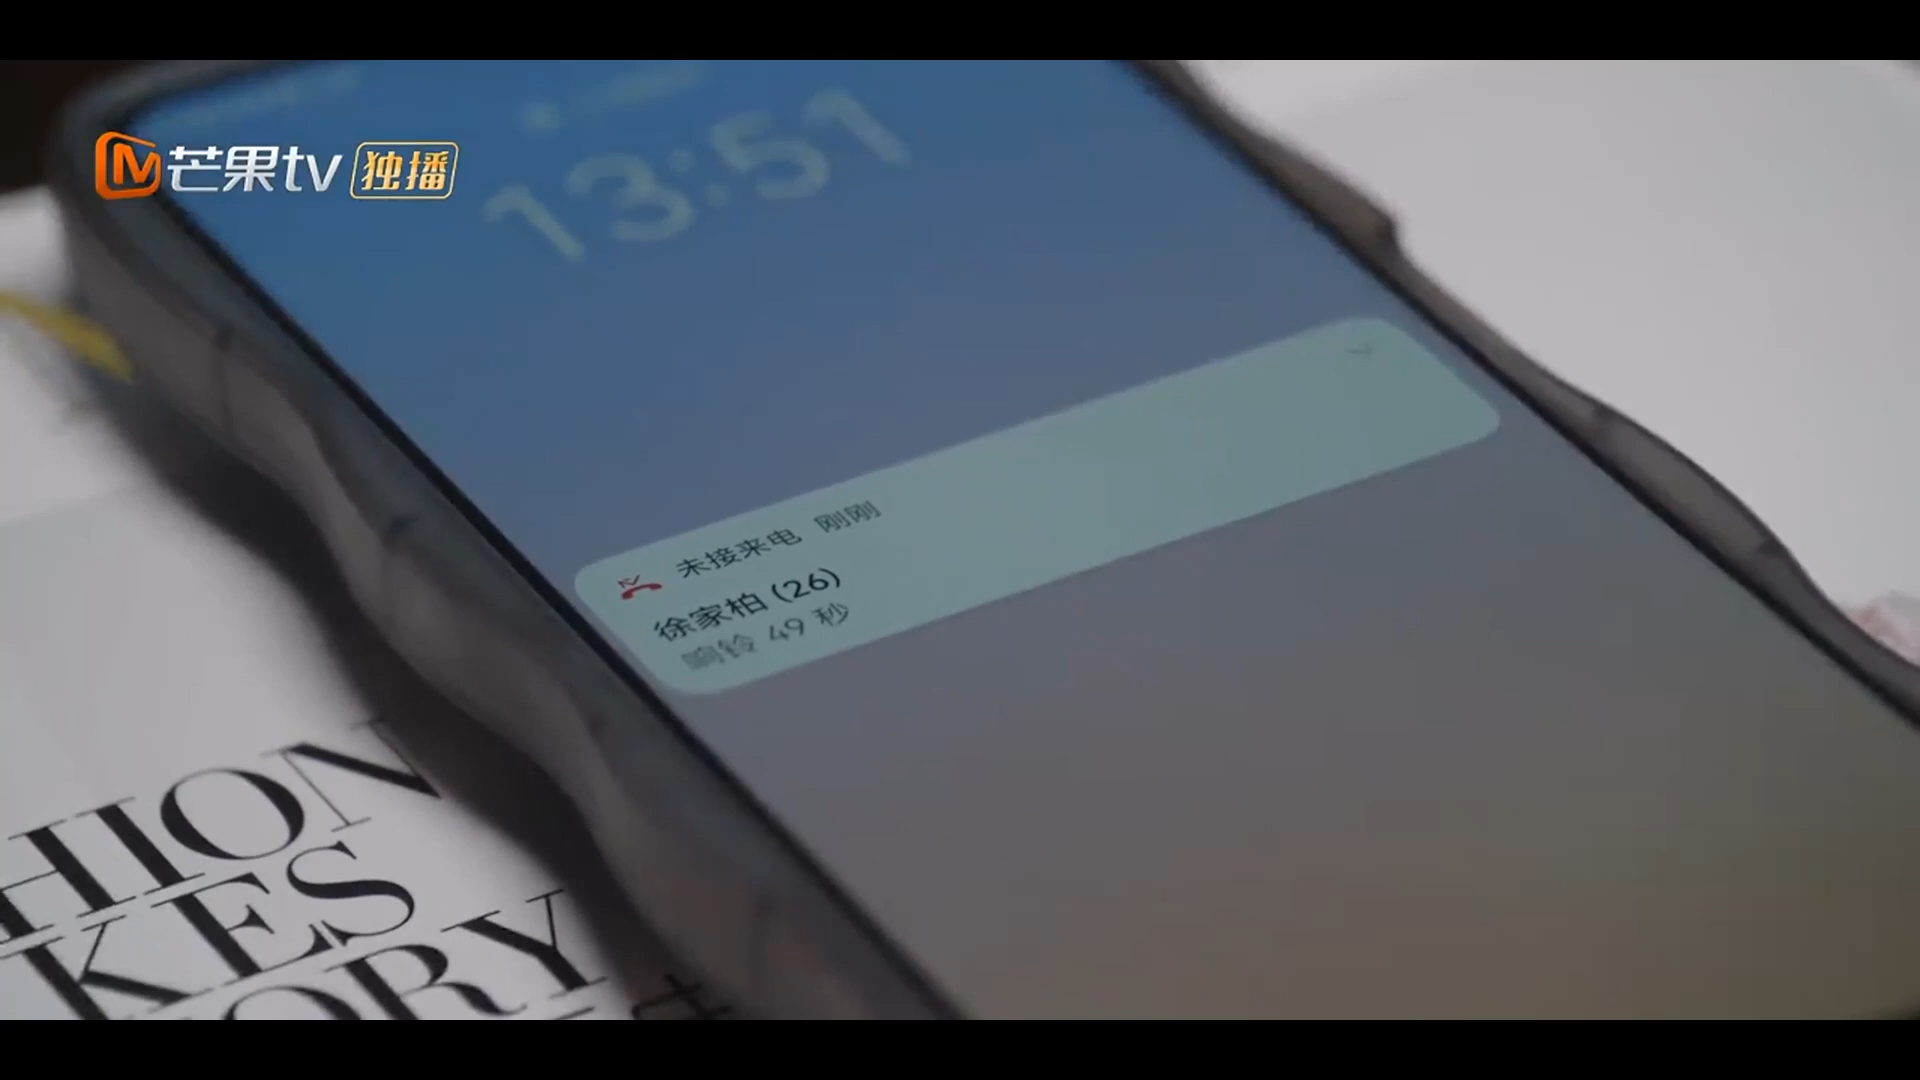 芒果tv 独播
13:51
未接来电 刚刚
徐家柏 (26)
响铃 49 秒
HION
KES
ORY